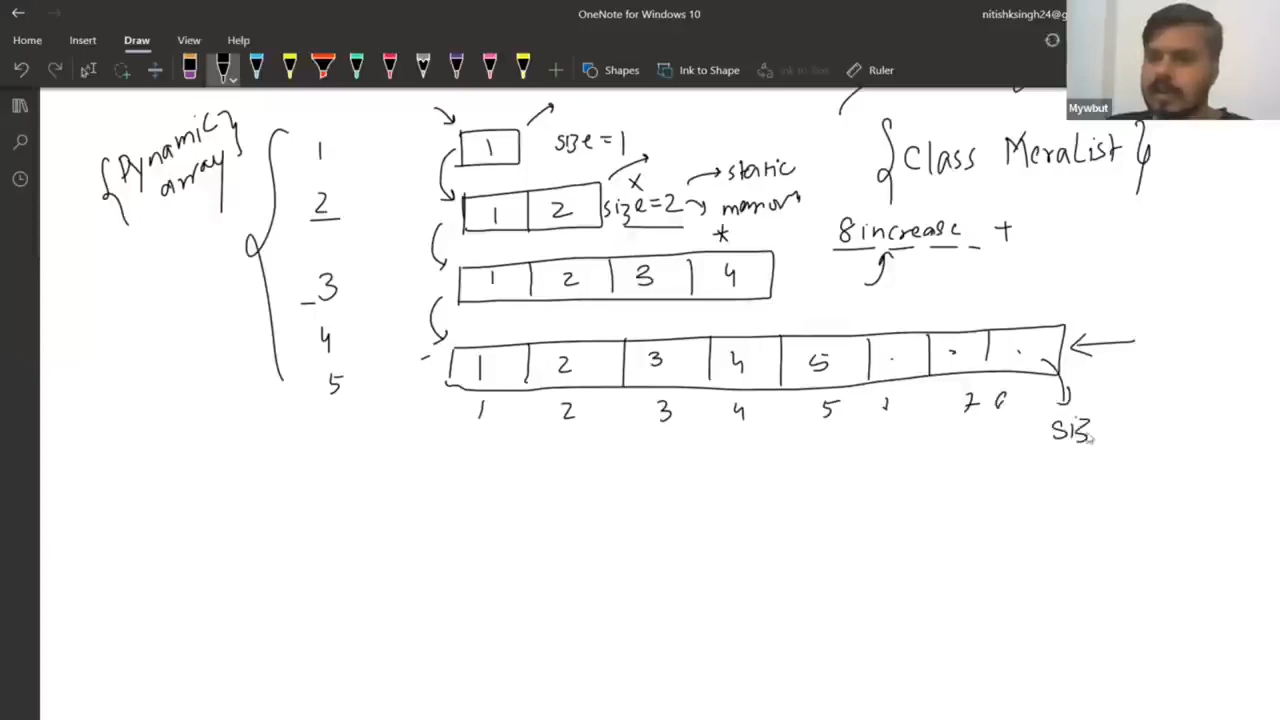 OneNote for Windows 10
nitishksingh24@g
Home Insert Draw View Help
Shapes Ink to Shape Ruler
Mywbut
{Dynamic array}
{Class MeraList}
1
2
3
4
5
1 size=1
1 2 size=2 x static memory *
8 increase +
1 2 3 4
1 2 3 4 5 . . .
1 2 3 4 5 7
siz